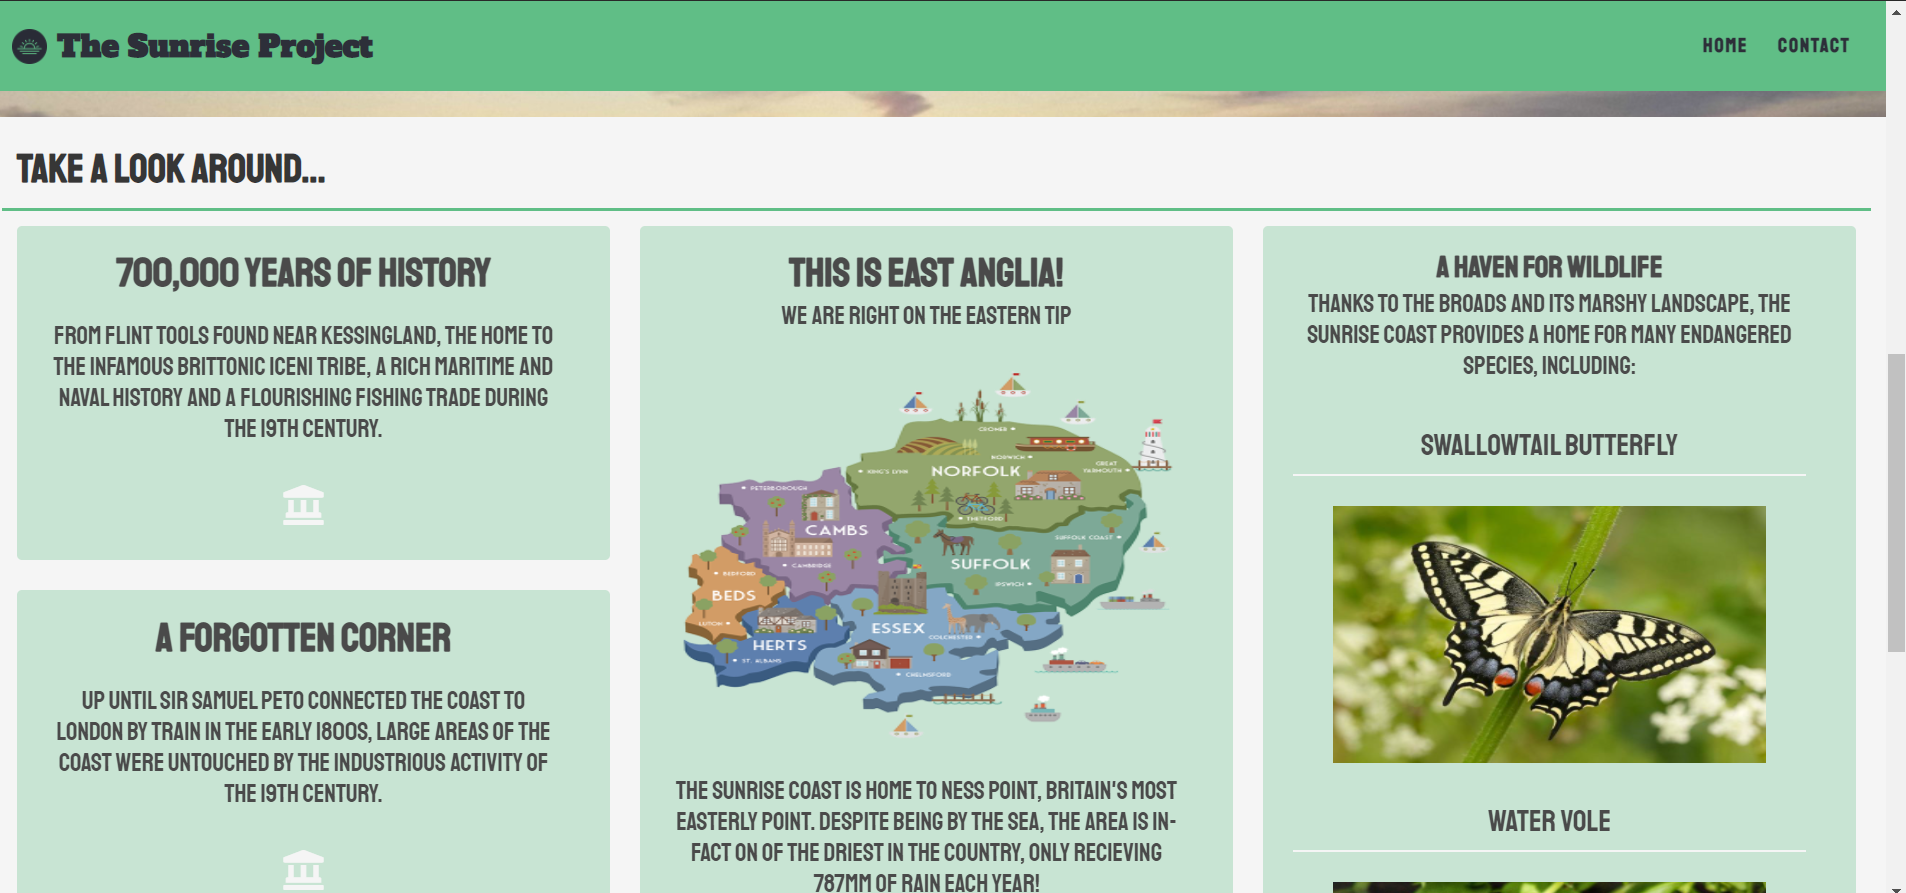 The Sunrise Project
HOME
CONTACT
TAKE A LOOK AROUND...
700,000 YEARS OF HISTORY
FROM FLINT TOOLS FOUND NEAR KESSINGLAND, THE HOME TO
THE INFAMOUS BRITTONIC ICENI TRIBE, A RICH MARITIME AND
NAVAL HISTORY AND A FLOURISHING FISHING TRADE DURING
THE 19TH CENTURY.
A FORGOTTEN CORNER
UP UNTIL SIR SAMUEL PETO CONNECTED THE COAST TO
LONDON BY TRAIN IN THE EARLY 1800S, LARGE AREAS OF THE
COAST WERE UNTOUCHED BY THE INDUSTRIOUS ACTIVITY OF
THE 19TH CENTURY.
THIS IS EAST ANGLIA!
WE ARE RIGHT ON THE EASTERN TIP
CROMER
NORWICH
KING'S LYNN
NORFOLK
GREAT
YARMOUTH
PETERBOROUGH
THETFORD
CAMBS
SUFFOLK COAST
CAMBRIDGE
SUFFOLK
BEDFORD
IPSWICH
BEDS
LUTON
ESSEX
COLCHESTER
HERTS
ST. ALBANS
CHELMSFORD
THE SUNRISE COAST IS HOME TO NESS POINT, BRITAIN'S MOST
EASTERLY POINT. DESPITE BEING BY THE SEA, THE AREA IS IN-
FACT ON OF THE DRIEST IN THE COUNTRY, ONLY RECIEVING
787MM OF RAIN EACH YEAR!
A HAVEN FOR WILDLIFE
THANKS TO THE BROADS AND ITS MARSHY LANDSCAPE, THE
SUNRISE COAST PROVIDES A HOME FOR MANY ENDANGERED
SPECIES, INCLUDING:
SWALLOWTAIL BUTTERFLY
WATER VOLE